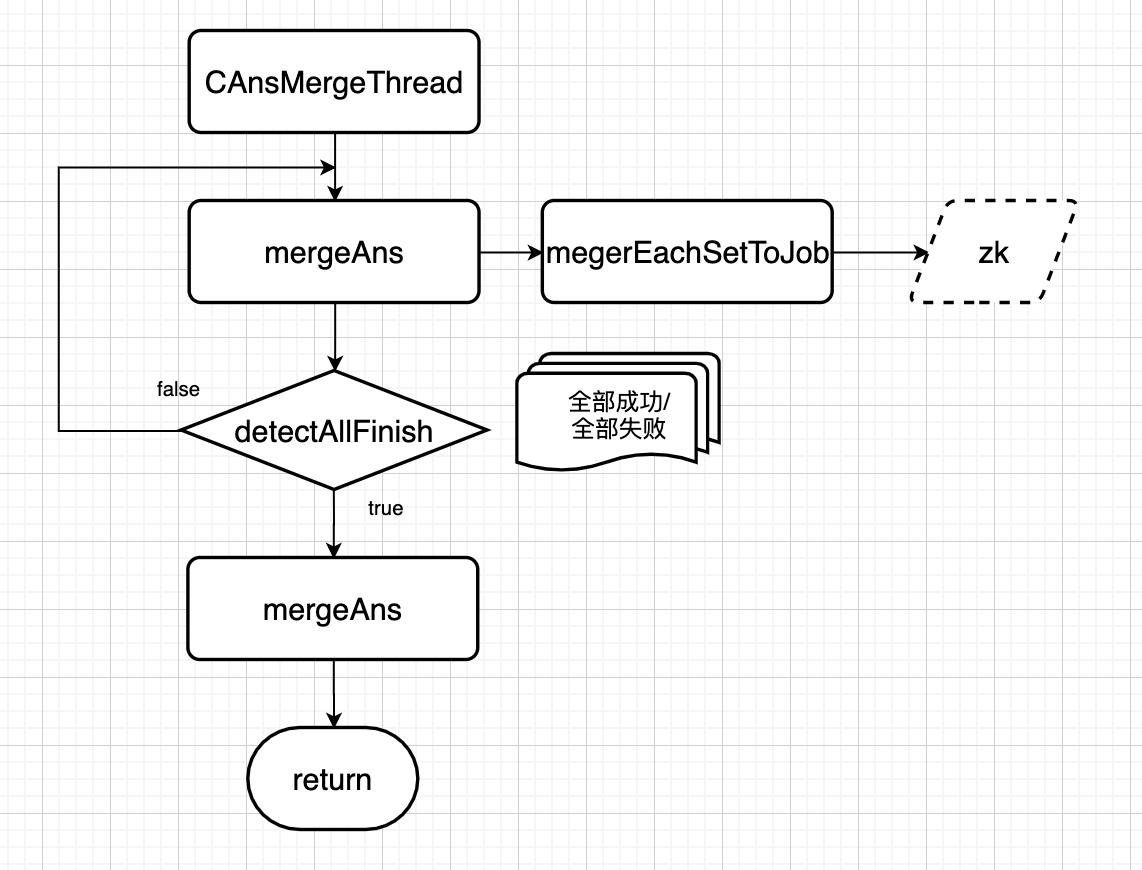 CAnsMergeThread
mergeAns
megerEachSetToJob
zk
false
detectAllFinish
全部成功/
全部失败
true
mergeAns
return